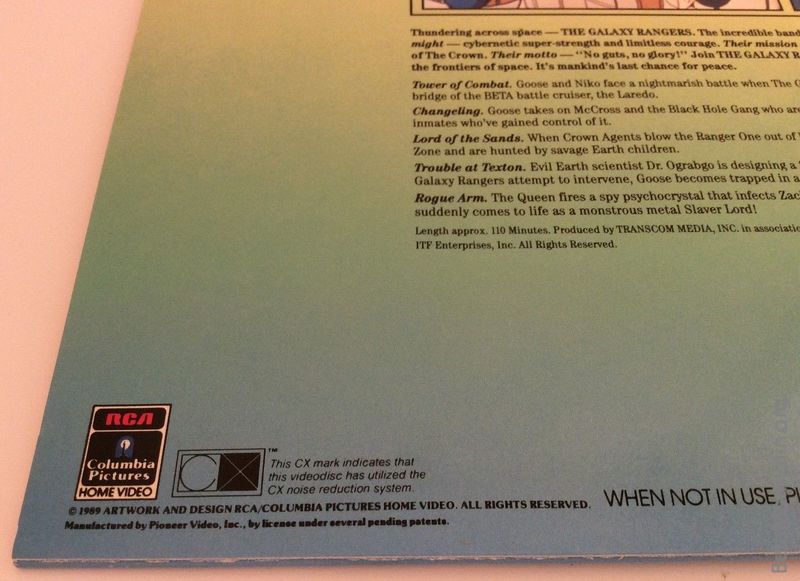 Thundering across space — THE GALAXY RANGERS. The incredible band
might — cybernetic super-strength and limitless courage. Their mission
of The Crown. Their motto — "No guts, no glory!" Join THE GALAXY R
the frontiers of space. It's mankind's last chance for peace.
Tower of Combat. Goose and Niko face a nightmarish battle when The
bridge of the BETA battle cruiser, the Laredo.
Changeling. Goose takes on McCross and the Black Hole Gang who are
inmates who've gained control of it.
Lord of the Sands. When Crown Agents blow the Ranger One out of
Zone and are hunted by savage Earth children.
Trouble at Texton. Evil Earth scientist Dr. Ograbgo is designing a
Galaxy Rangers attempt to intervene, Goose becomes trapped in a
Rogue Arm. The Queen fires a spy psychocrystal that infects Zac
suddenly comes to life as a monstrous metal Slaver Lord!
Length approx. 110 Minutes. Produced by TRANSCOM MEDIA, INC. in associatio
ITF Enterprises, Inc. All Rights Reserved.
RCA
Columbia
Pictures
HOME VIDEO
CX
TM
This CX mark indicates that
this videodisc has utilized the
CX noise reduction system.
© 1989 ARTWORK AND DESIGN RCA/COLUMBIA PICTURES HOME VIDEO. ALL RIGHTS RESERVED.
Manufactured by Pioneer Video, Inc., by license under several pending patents.
WHEN NOT IN USE, PL